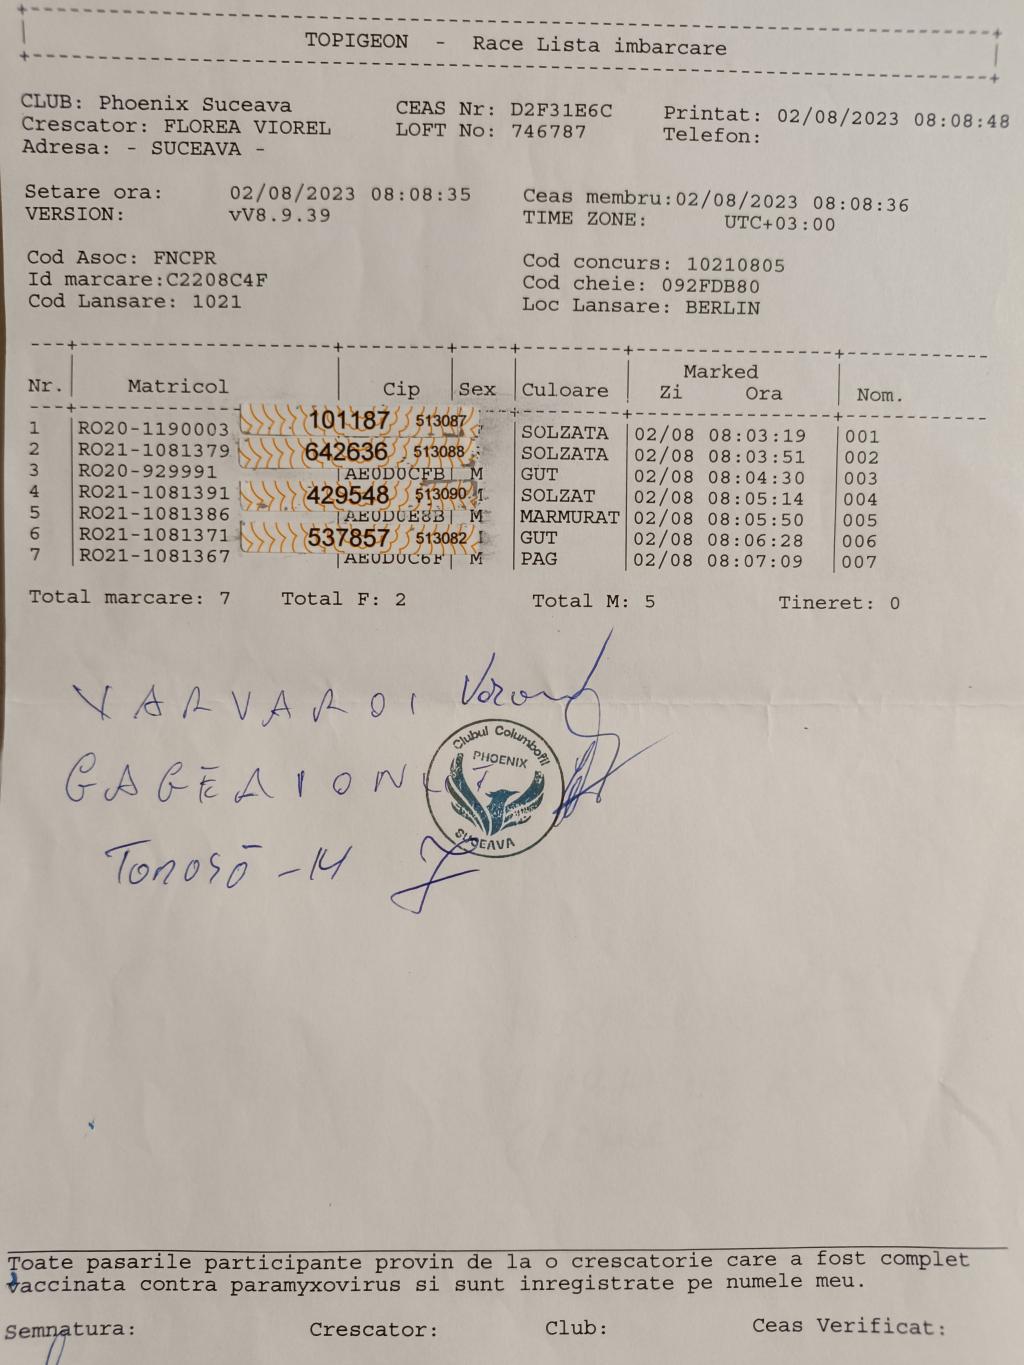 TOPIGEON - Race Lista imbarcare
CLUB: Phoenix Suceava CEAS Nr: D2F31E6C Printat: 02/08/2023 08:08:48
Crescator: FLOREA VIOREL LOFT No: 746787 Telefon:
Adresa: - SUCEAVA -
Setare ora: 02/08/2023 08:08:35 Ceas membru:02/08/2023 08:08:36
VERSION: vV8.9.39 TIME ZONE: UTC+03:00
Cod Asoc: FNCPR Cod concurs: 10210805
Id marcare:C2208C4F Cod cheie: 092FDB80
Cod Lansare: 1021 Loc Lansare: BERLIN
Marked
Nr. Matricol Cip Sex Culoare Zi Ora Nom.
1 RO20-1190003 101187 513087 SOLZATA 02/08 08:03:19 001
2 RO21-1081379 642636 513088 SOLZATA 02/08 08:03:51 002
3 RO20-929991 AE0D0CFB M GUT 02/08 08:04:30 003
4 RO21-1081391 429548 513090 SOLZAT 02/08 08:05:14 004
5 RO21-1081386 AE0D0E8B M MARMURAT 02/08 08:05:50 005
6 RO21-1081371 537857 513082 GUT 02/08 08:06:28 006
7 RO21-1081367 AE0D0C6F M PAG 02/08 08:07:09 007
Total marcare: 7 Total F: 2 Total M: 5 Tineret: 0
VARVAROI
Clubul Columbofil
PHOENIX
SUCEAVA
Toate pasarile participante provin de la o crescatorie care a fost complet
vaccinata contra paramyxovirus si sunt inregistrate pe numele meu.
Semnatura: Crescator: Club: Ceas Verificat: